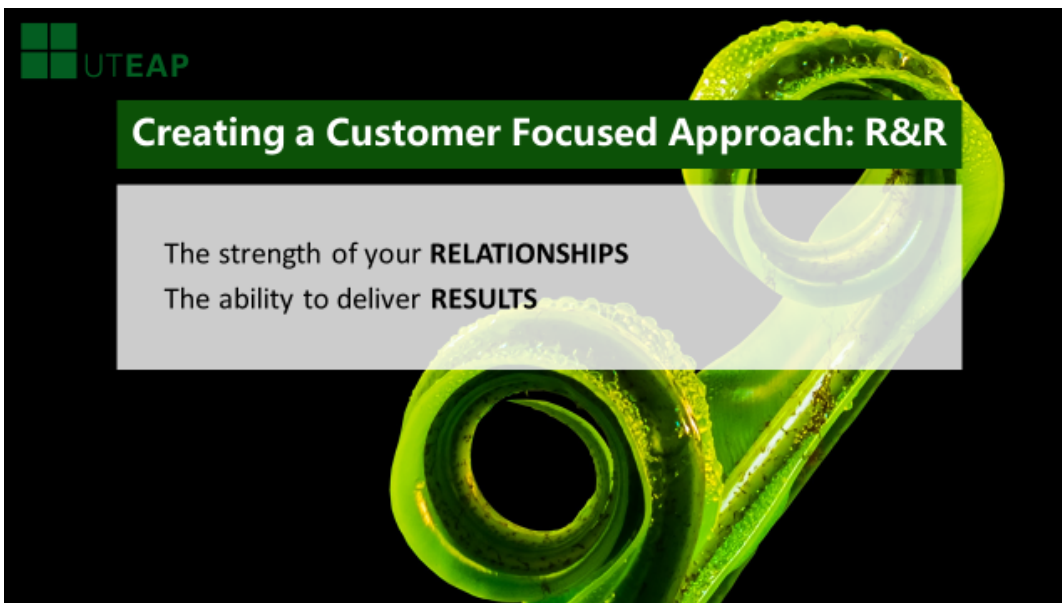 UTEAP
Creating a Customer Focused Approach: R&R
The strength of your RELATIONSHIPS
The ability to deliver RESULTS